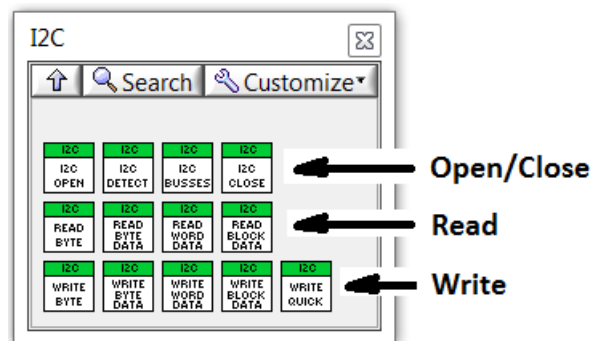 I2C
Search Customize
I2C I2C I2C I2C
I2C OPEN I2C DETECT I2C BUSSES I2C CLOSE Open/Close
I2C I2C I2C I2C
READ BYTE READ BYTE DATA READ WORD DATA READ BLOCK DATA Read
I2C I2C I2C I2C I2C
WRITE BYTE WRITE BYTE DATA WRITE WORD DATA WRITE BLOCK DATA WRITE QUICK Write